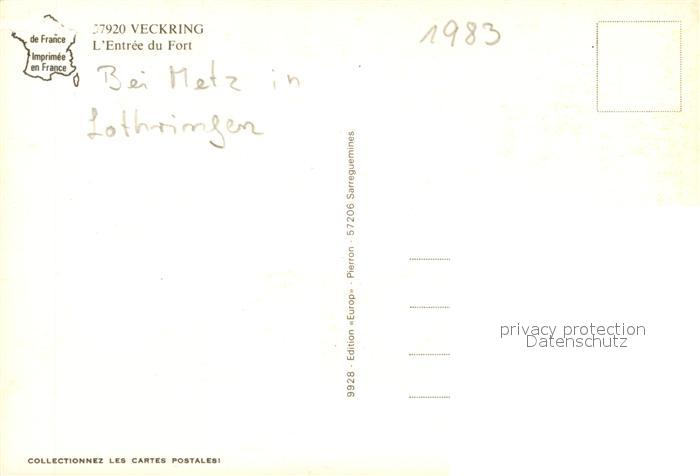 de France
Imprimée
en France
57920 VECKRING
L'Entrée du Fort
1983
Bei Metz in
Lothringen
9928 - Edition «Europ» - Pierron - 57206 Sarreguemines
privacy protection
Datenschutz
COLLECTIONNEZ LES CARTES POSTALES!